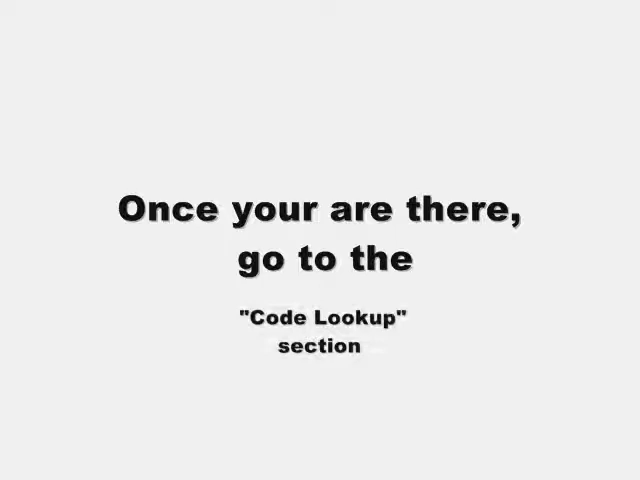 Once your are there,
go to the
"Code Lookup"
section